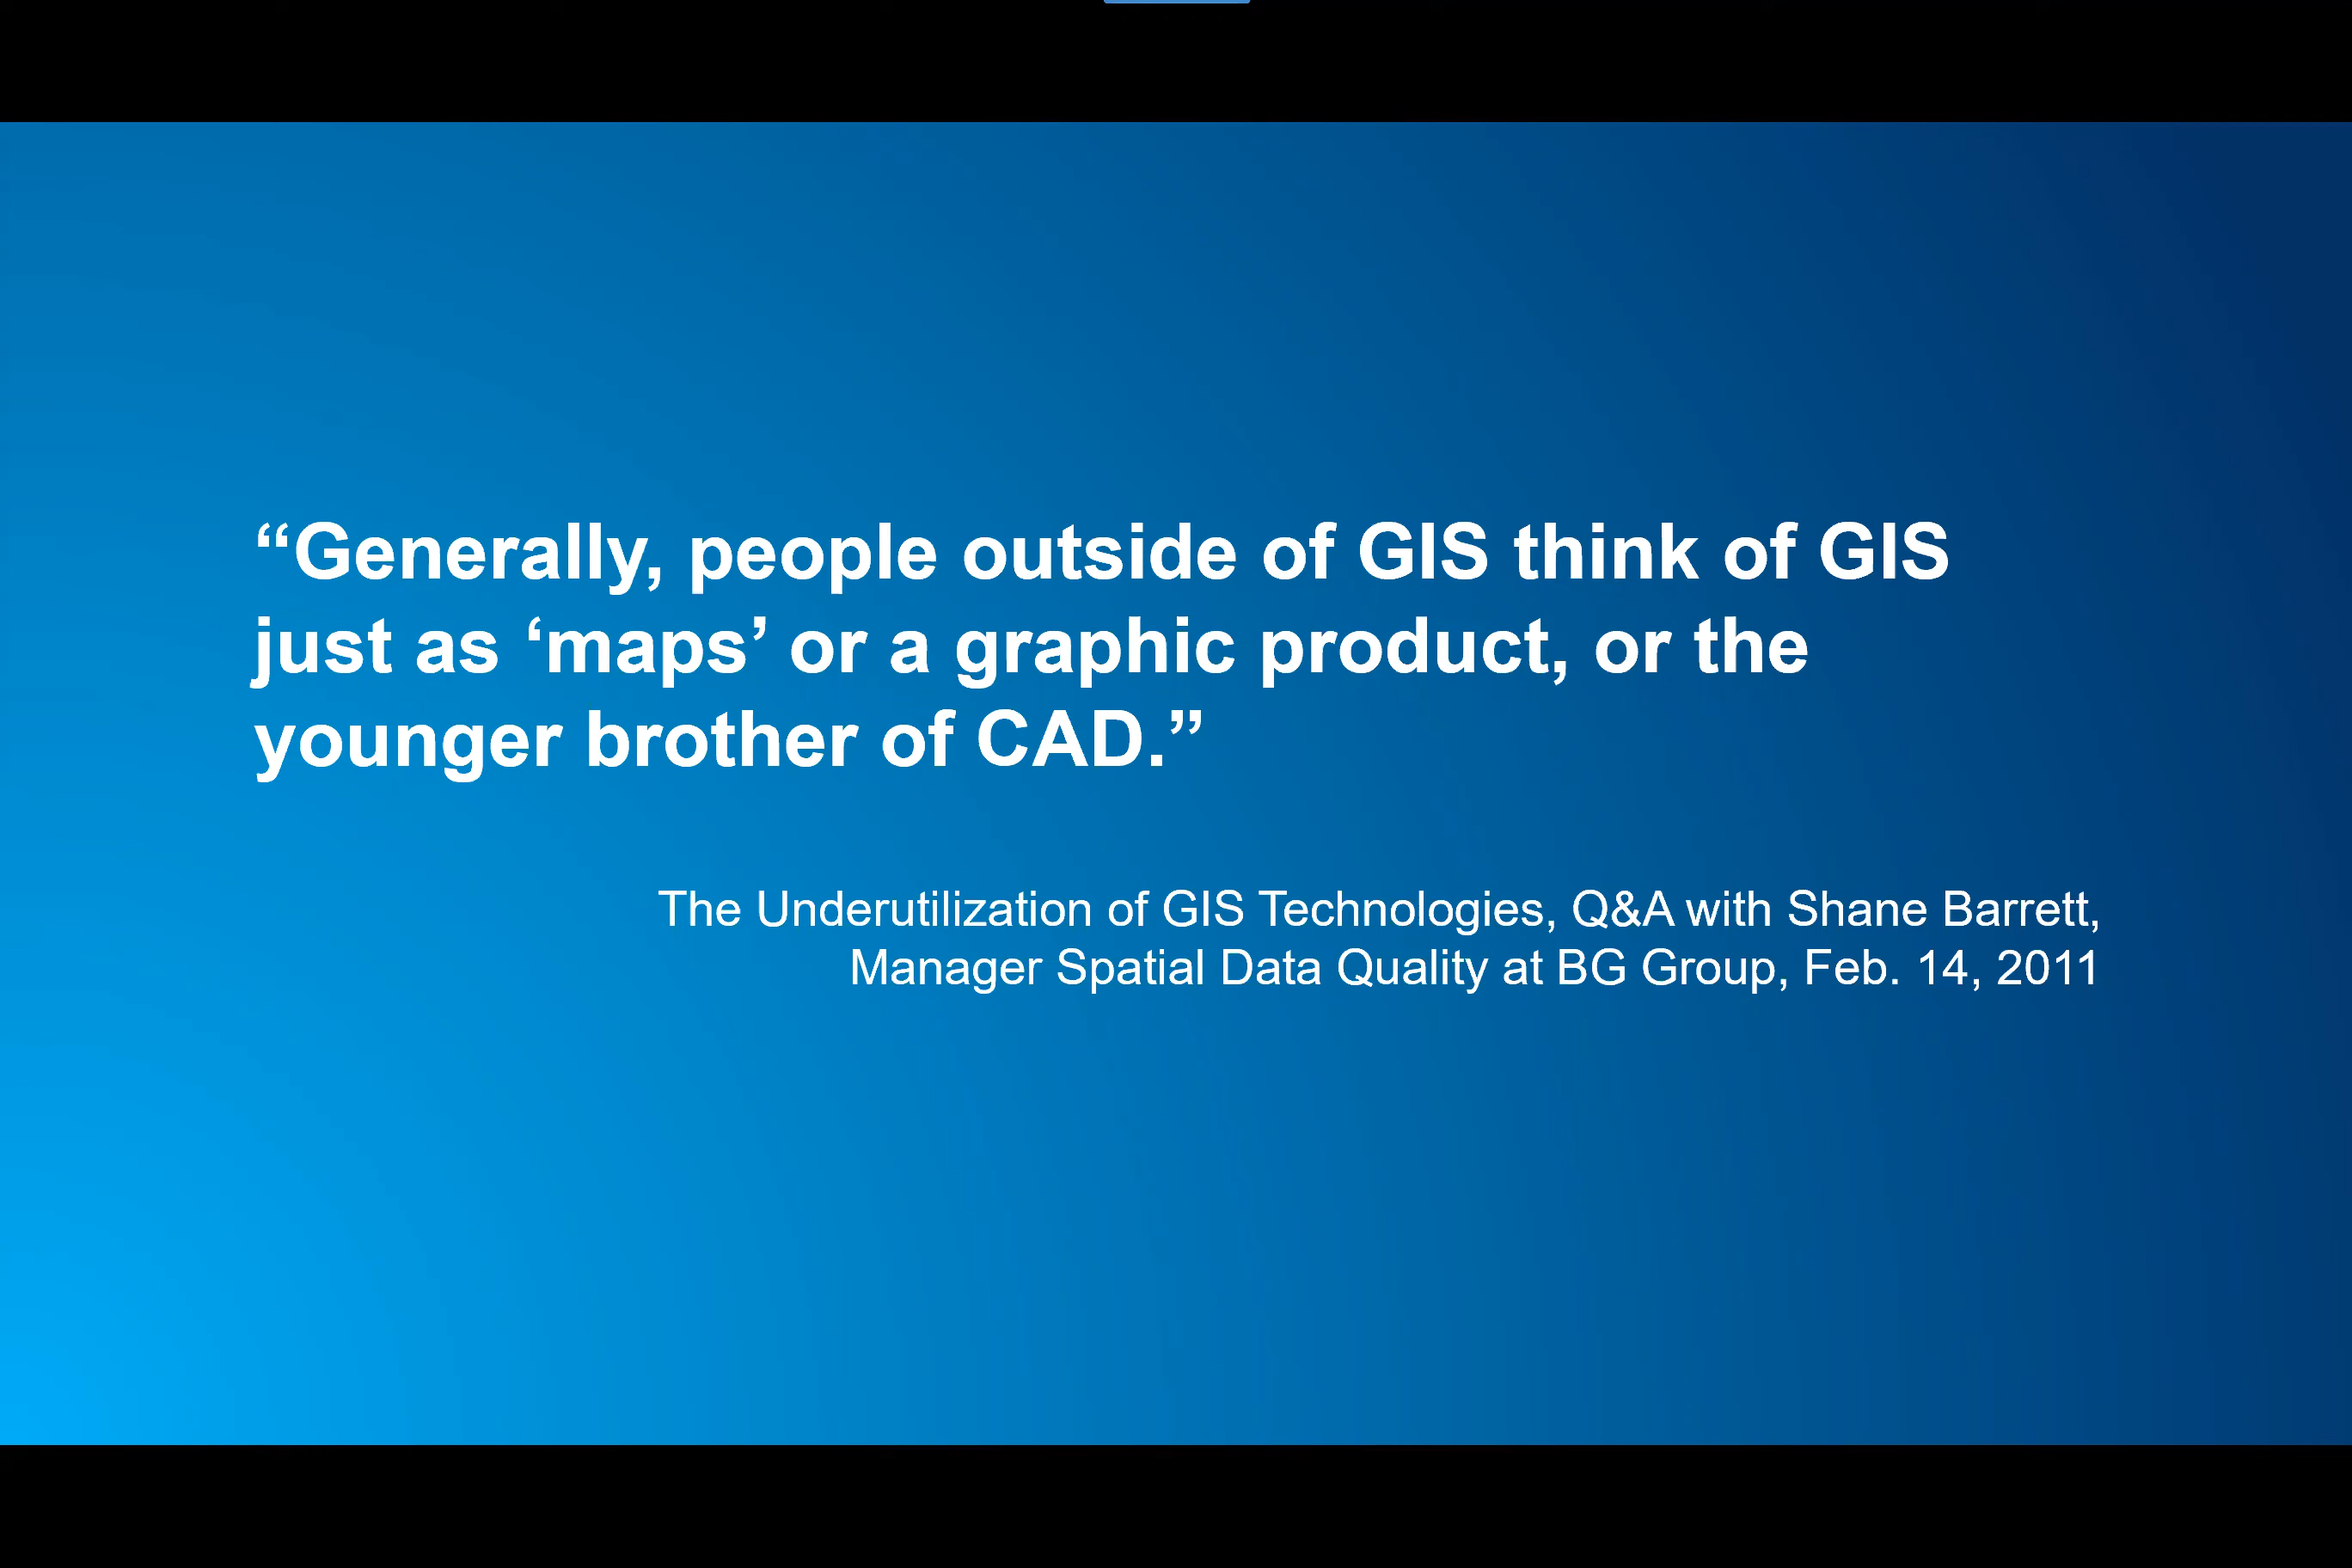 “Generally, people outside of GIS think of GIS
just as ‘maps’ or a graphic product, or the
younger brother of CAD.”
The Underutilization of GIS Technologies, Q&A with Shane Barrett,
Manager Spatial Data Quality at BG Group, Feb. 14, 2011